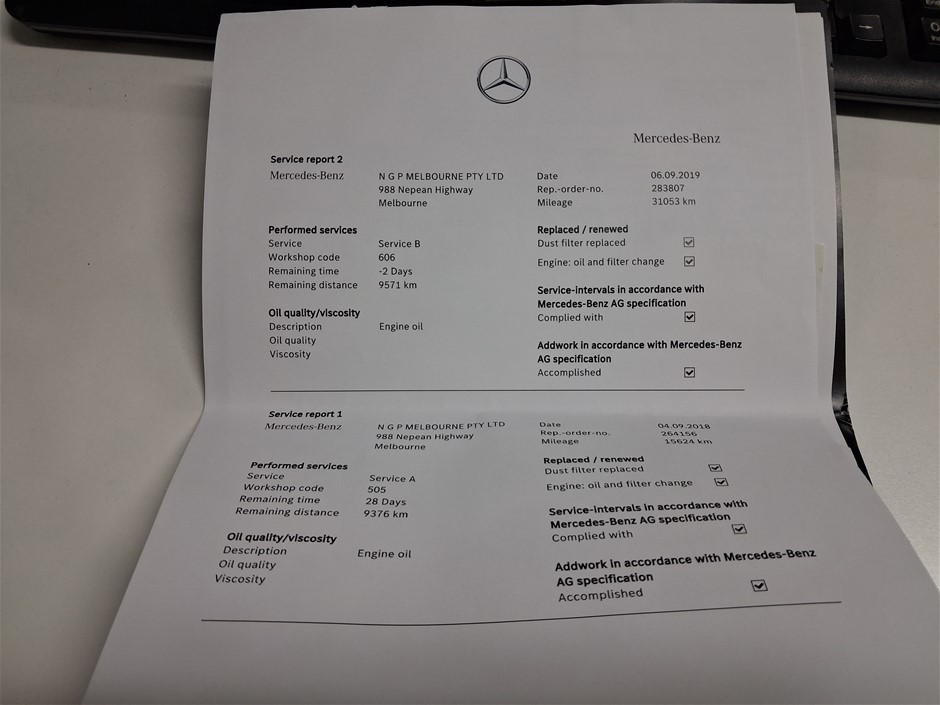 Mercedes-Benz
Service report 2
Mercedes-Benz N G P MELBOURNE PTY LTD Date 06.09.2019
988 Nepean Highway Rep.-order-no. 283807
Melbourne Mileage 31053 km
Performed services Replaced / renewed
Service Service B Dust filter replaced ☑
Workshop code 606
Remaining time -2 Days Engine: oil and filter change ☑
Remaining distance 9571 km
Service-intervals in accordance with
Mercedes-Benz AG specification
Oil quality/viscosity Complied with ☑
Description Engine oil
Oil quality Addwork in accordance with Mercedes-Benz
Viscosity AG specification
Accomplished ☑
Service report 1
Mercedes-Benz N G P MELBOURNE PTY LTD Date 04.09.2018
988 Nepean Highway Rep.-order-no. 264156
Melbourne Mileage 15624 km
Performed services Replaced / renewed
Service Service A Dust filter replaced ☑
Workshop code 505 Engine: oil and filter change ☑
Remaining time 28 Days
Remaining distance 9376 km Service-intervals in accordance with
Mercedes-Benz AG specification
Oil quality/viscosity Complied with ☑
Description Engine oil
Oil quality Addwork in accordance with Mercedes-Benz
Viscosity AG specification
Accomplished ☑